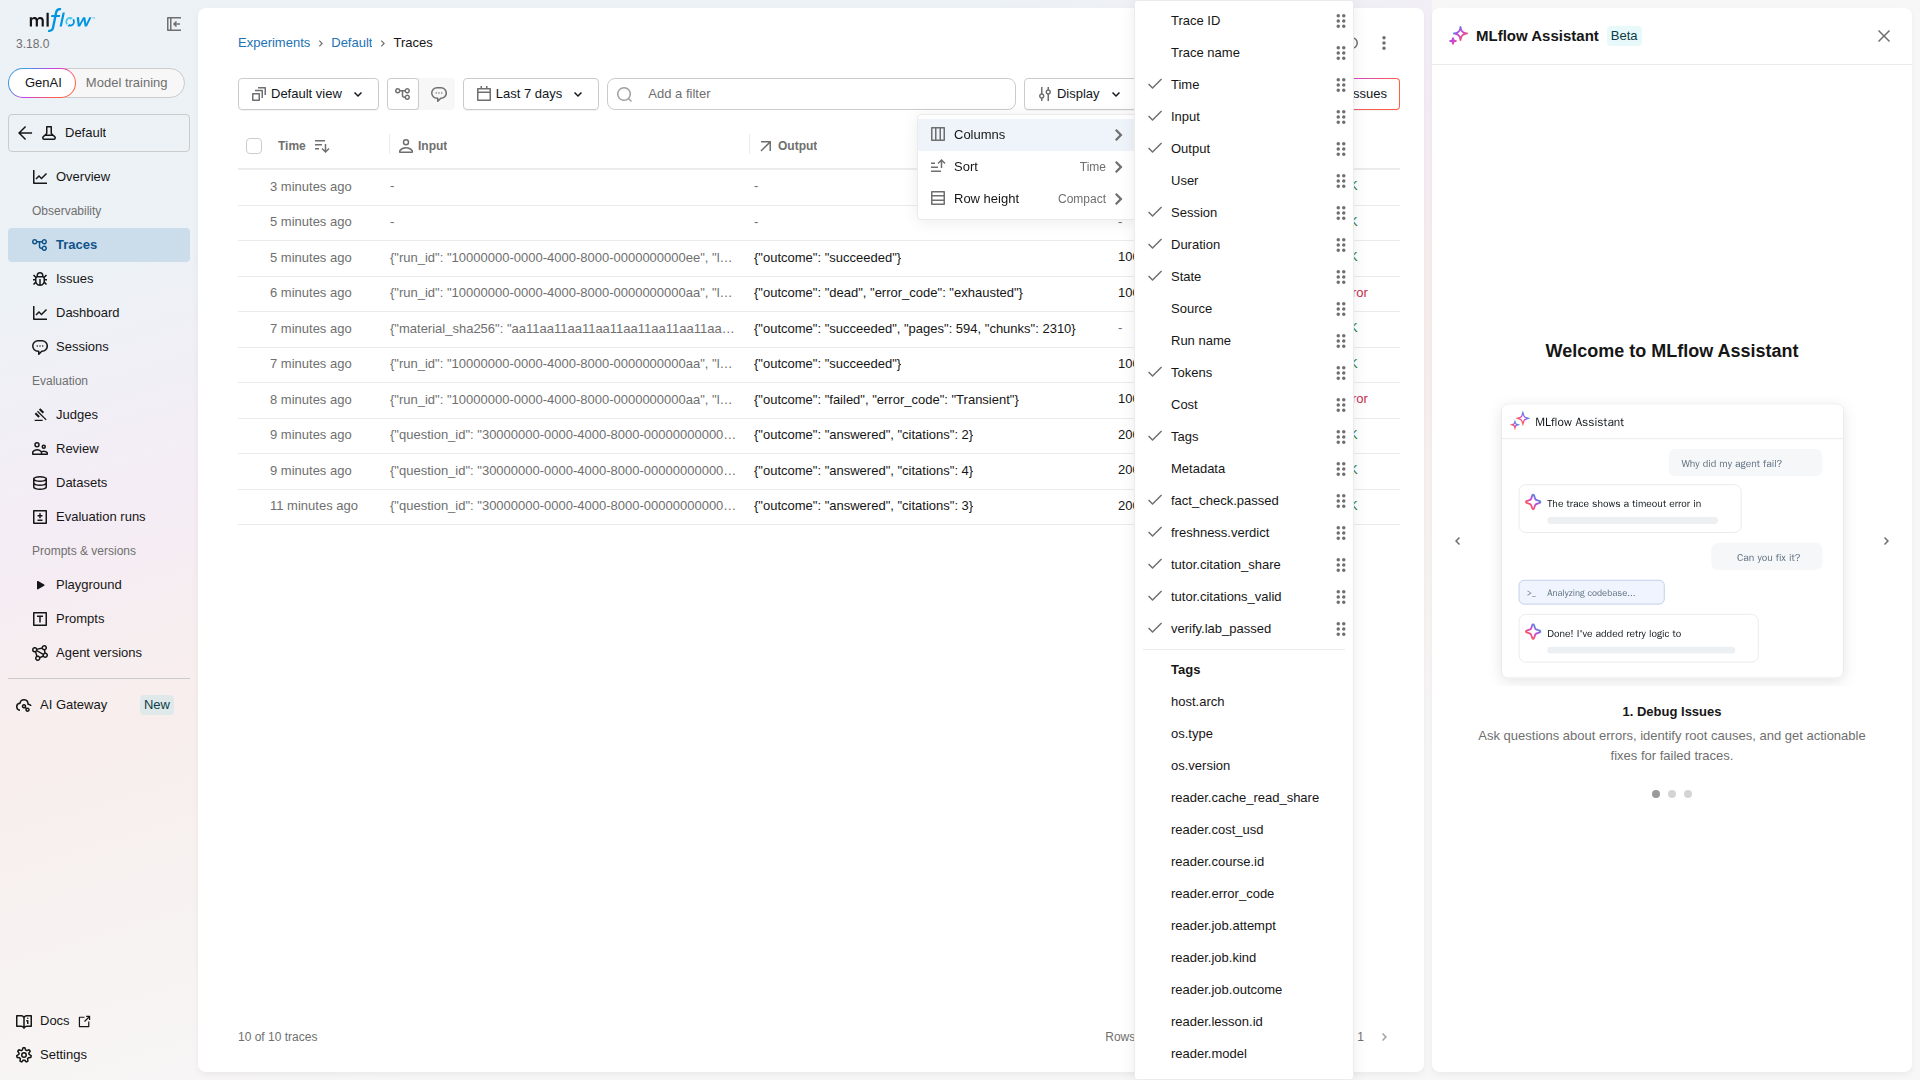 mlflow
3.18.0
GenAI
Model training
Default
Overview
Observability
Traces
Issues
Dashboard
Sessions
Evaluation
Judges
Review
Datasets
Evaluation runs
Prompts & versions
Playground
Prompts
Agent versions
AI Gateway
New
Docs
Settings
Experiments › Default › Traces
Default view
Last 7 days
Add a filter
Display
ssues
Time
Input
Output
3 minutes ago - -
5 minutes ago - - -
5 minutes ago {"run_id": "10000000-0000-4000-8000-0000000000ee", "l... {"outcome": "succeeded"} 100
6 minutes ago {"run_id": "10000000-0000-4000-8000-0000000000aa", "l... {"outcome": "dead", "error_code": "exhausted"} 100 ror
7 minutes ago {"material_sha256": "aa11aa11aa11aa11aa11aa11aa11aa... {"outcome": "succeeded", "pages": 594, "chunks": 2310} -
7 minutes ago {"run_id": "10000000-0000-4000-8000-0000000000aa", "l... {"outcome": "succeeded"} 100
8 minutes ago {"run_id": "10000000-0000-4000-8000-0000000000aa", "l... {"outcome": "failed", "error_code": "Transient"} 100 ror
9 minutes ago {"question_id": "30000000-0000-4000-8000-00000000000... {"outcome": "answered", "citations": 2} 200
9 minutes ago {"question_id": "30000000-0000-4000-8000-00000000000... {"outcome": "answered", "citations": 4} 200
11 minutes ago {"question_id": "30000000-0000-4000-8000-00000000000... {"outcome": "answered", "citations": 3} 200
10 of 10 traces
Rows
1
Columns
Sort Time
Row height Compact
Trace ID
Trace name
Time
Input
Output
User
Session
Duration
State
Source
Run name
Tokens
Cost
Tags
Metadata
fact_check.passed
freshness.verdict
tutor.citation_share
tutor.citations_valid
verify.lab_passed
Tags
host.arch
os.type
os.version
reader.cache_read_share
reader.cost_usd
reader.course.id
reader.error_code
reader.job.attempt
reader.job.kind
reader.job.outcome
reader.lesson.id
reader.model
MLflow Assistant Beta
Welcome to MLflow Assistant
MLflow Assistant
Why did my agent fail?
The trace shows a timeout error in
Can you fix it?
>_ Analyzing codebase...
Done! I've added retry logic to
1. Debug Issues
Ask questions about errors, identify root causes, and get actionable
fixes for failed traces.